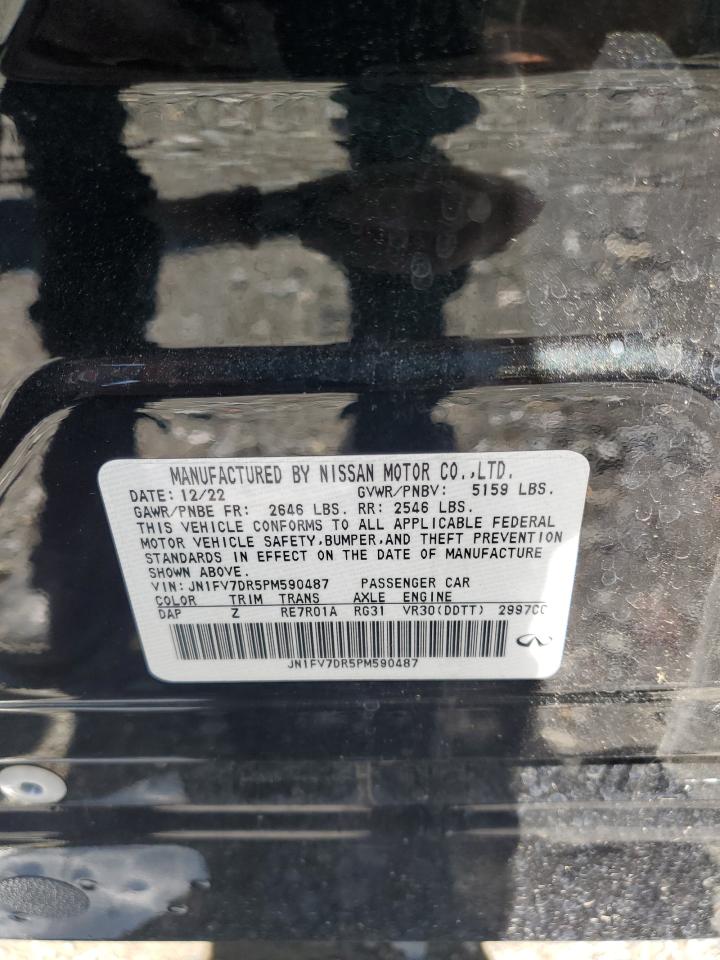 MANUFACTURED BY NISSAN MOTOR CO.,LTD.
DATE: 12/22 GVWR/PNBV: 5159 LBS.
GAWR/PNBE FR: 2646 LBS. RR: 2546 LBS.
THIS VEHICLE CONFORMS TO ALL APPLICABLE FEDERAL
MOTOR VEHICLE SAFETY,BUMPER,AND THEFT PREVENTION
STANDARDS IN EFFECT ON THE DATE OF MANUFACTURE
SHOWN ABOVE.
VIN: JN1FV7DR5PM590487 PASSENGER CAR
COLOR TRIM TRANS AXLE ENGINE
DAP Z RE7R01A RG31 VR30(DDTT) 2997CC
JN1FV7DR5PM590487